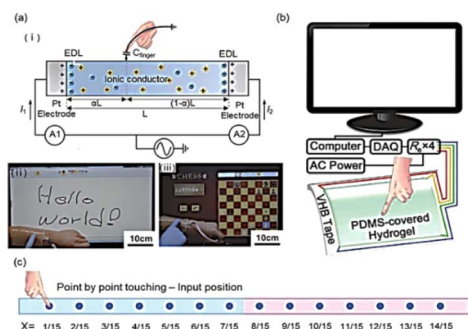 (a)
(i)
EDL
C_finger
EDL
Ionic conductor
αL
(1-α)L
L
Pt
Electrode
Pt
Electrode
I₁
A1
A2
I₂
(ii)
Hello
world!
10cm
(iii)
CHESS
10cm
(b)
Computer
DAQ
×4
AC Power
VHB Tape
PDMS-covered
Hydrogel
(c)
Point by point touching – Input position
X= 1/15 2/15 3/15 4/15 5/15 6/15 7/15 8/15 9/15 10/15 11/15 12/15 13/15 14/15